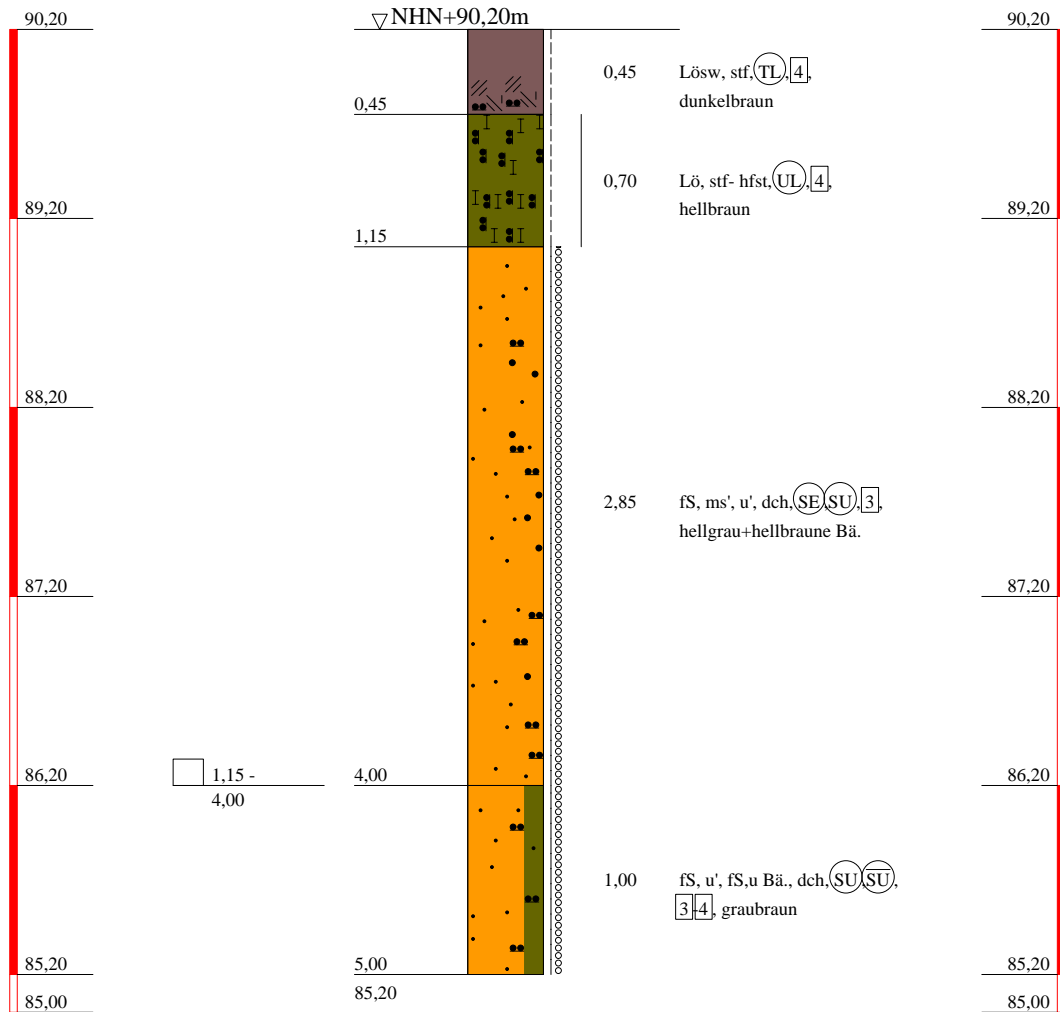 90,20
NHN+90,20m
90,20
0,45 Lösw, stf, TL, 4,
dunkelbraun
0,45
0,70 Lö, stf- hfst, UL, 4,
hellbraun
89,20
89,20
1,15
88,20
88,20
2,85 fS, ms', u', dch, SE, SU, 3,
hellgrau+hellbraune Bä.
87,20
87,20
86,20
1,15 -
4,00
4,00
86,20
1,00 fS, u', fS,u Bä., dch, SU, S̅U̅,
3-4, graubraun
85,20
5,00
85,20
85,20
85,00
85,00